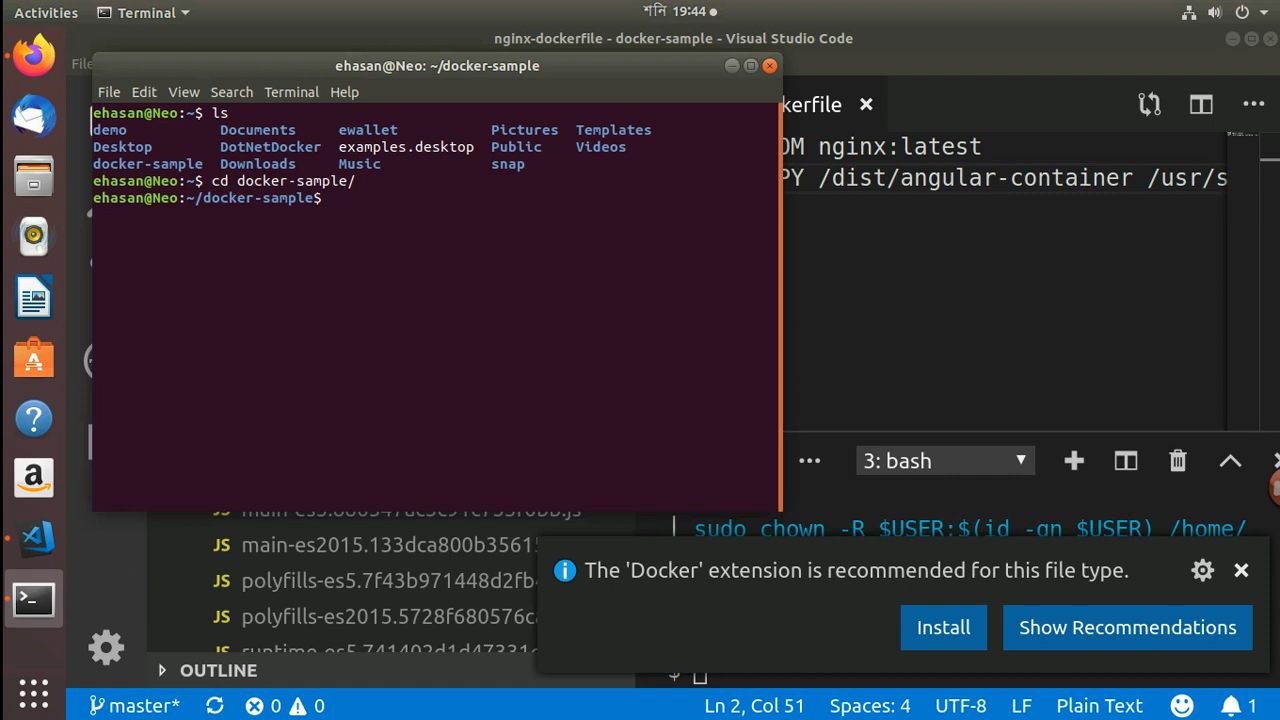 Activities Terminal শনি 19:44
nginx-dockerfile - docker-sample - Visual Studio Code
ehasan@Neo: ~/docker-sample
File Edit View Search Terminal Help
ehasan@Neo:~$ ls
demo Documents ewallet Pictures Templates
Desktop DotNetDocker examples.desktop Public Videos
docker-sample Downloads Music snap
ehasan@Neo:~$ cd docker-sample/
ehasan@Neo:~/docker-sample$
nginx:latest
/dist/angular-container /usr/s
3: bash
sudo chown -R $USER:$(id -gn $USER) /home/
JS main-es2015.133dca800b3561
JS polyfills-es5.7f43b971448d2fb4
JS polyfills-es2015.5728f680576ca
OUTLINE
The 'Docker' extension is recommended for this file type.
Install Show Recommendations
$
master* 0 0 Ln 2, Col 51 Spaces: 4 UTF-8 LF Plain Text 1